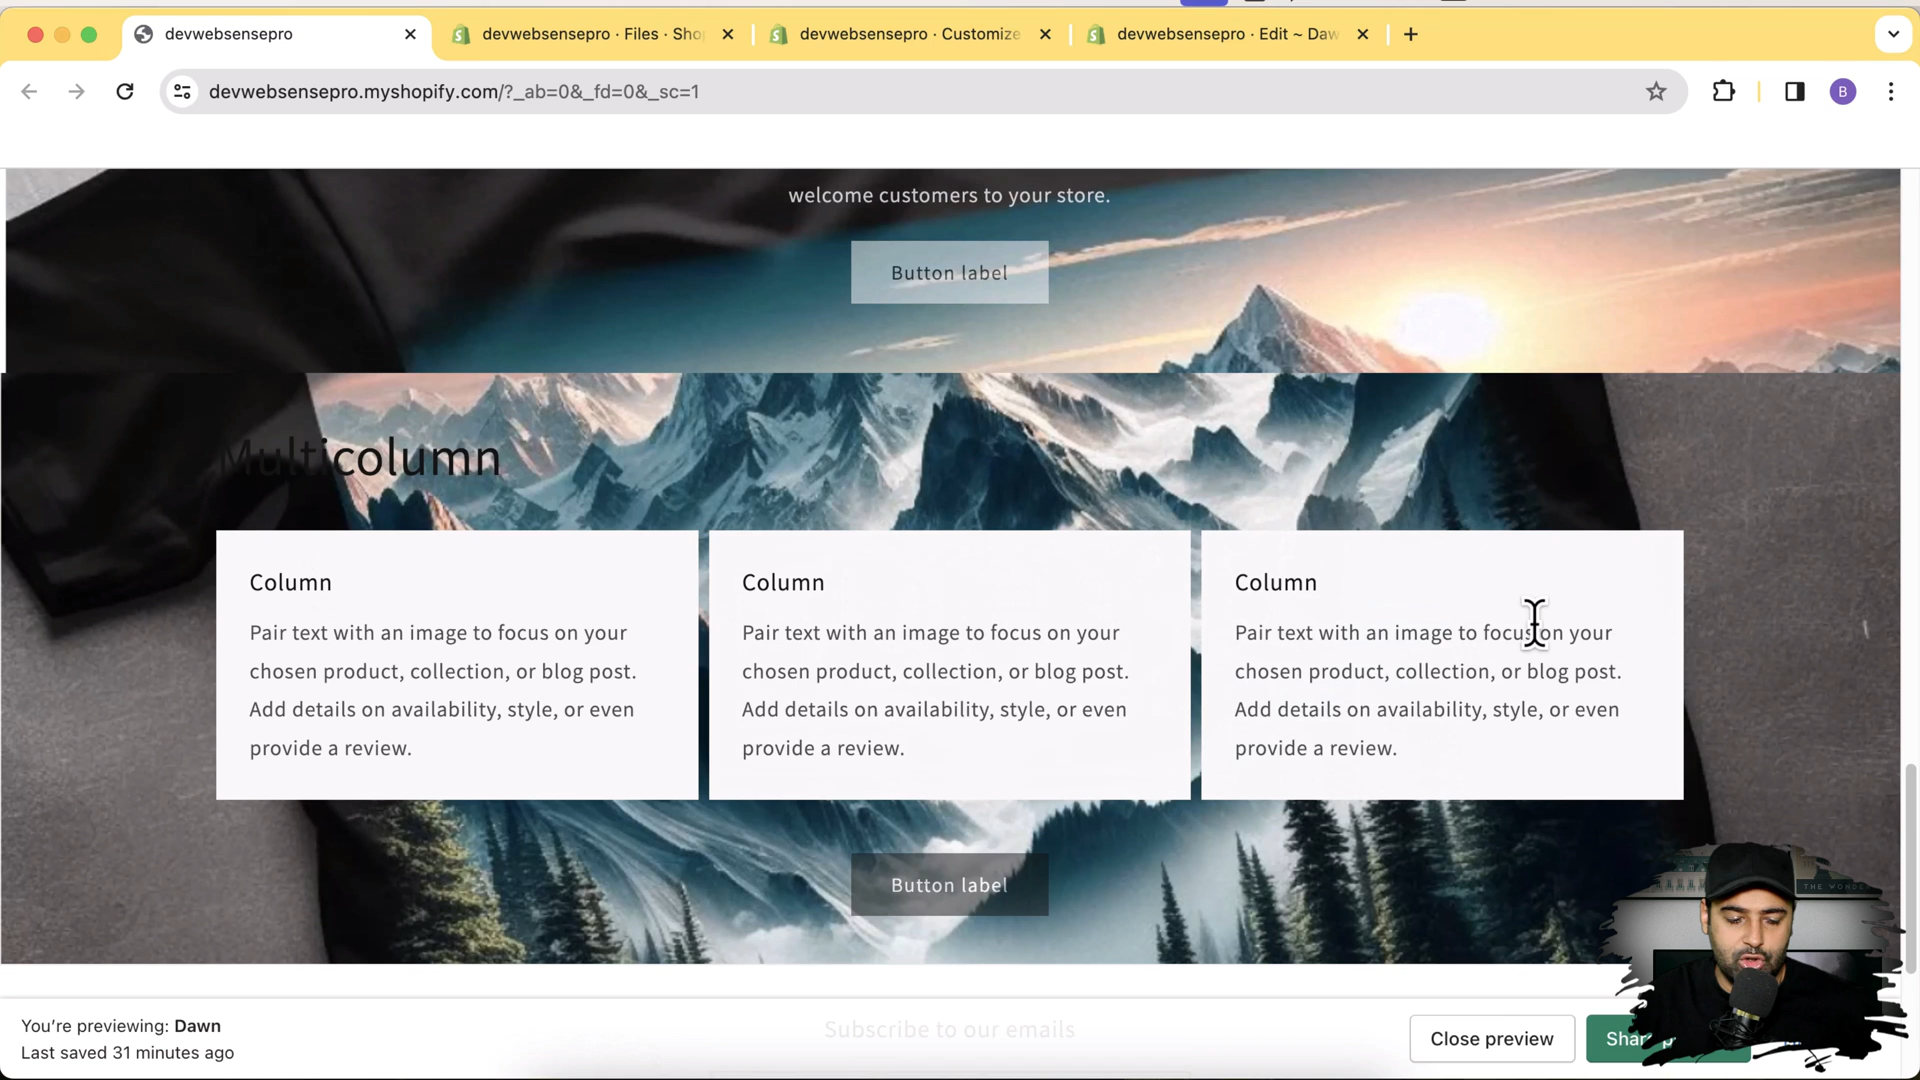 devwebsensepro
devwebsensepro · Files · Sho
devwebsensepro · Customize
devwebsensepro · Edit ~ Daw
devwebsensepro.myshopify.com/?_ab=0&_fd=0&_sc=1
B
welcome customers to your store.
Button label
Multicolumn
Column
Pair text with an image to focus on your
chosen product, collection, or blog post.
Add details on availability, style, or even
provide a review.
Column
Pair text with an image to focus on your
chosen product, collection, or blog post.
Add details on availability, style, or even
provide a review.
Column
Pair text with an image to focus on your
chosen product, collection, or blog post.
Add details on availability, style, or even
provide a review.
Button label
THE WONDE
You're previewing: Dawn
Last saved 31 minutes ago
Subscribe to our emails
Close preview
Share p